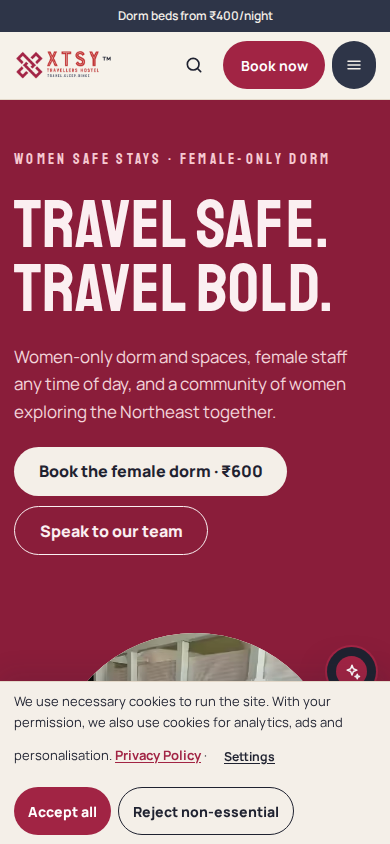 Dorm beds from ₹400/night
XTSY™
TRAVELLERS HOSTEL
TRAVEL.SLEEP.BINGE
Book now
WOMEN SAFE STAYS · FEMALE-ONLY DORM
TRAVEL SAFE.
TRAVEL BOLD.
Women-only dorm and spaces, female staff
any time of day, and a community of women
exploring the Northeast together.
Book the female dorm · ₹600
Speak to our team
We use necessary cookies to run the site. With your
permission, we also use cookies for analytics, ads and
personalisation. Privacy Policy · Settings
Accept all
Reject non-essential